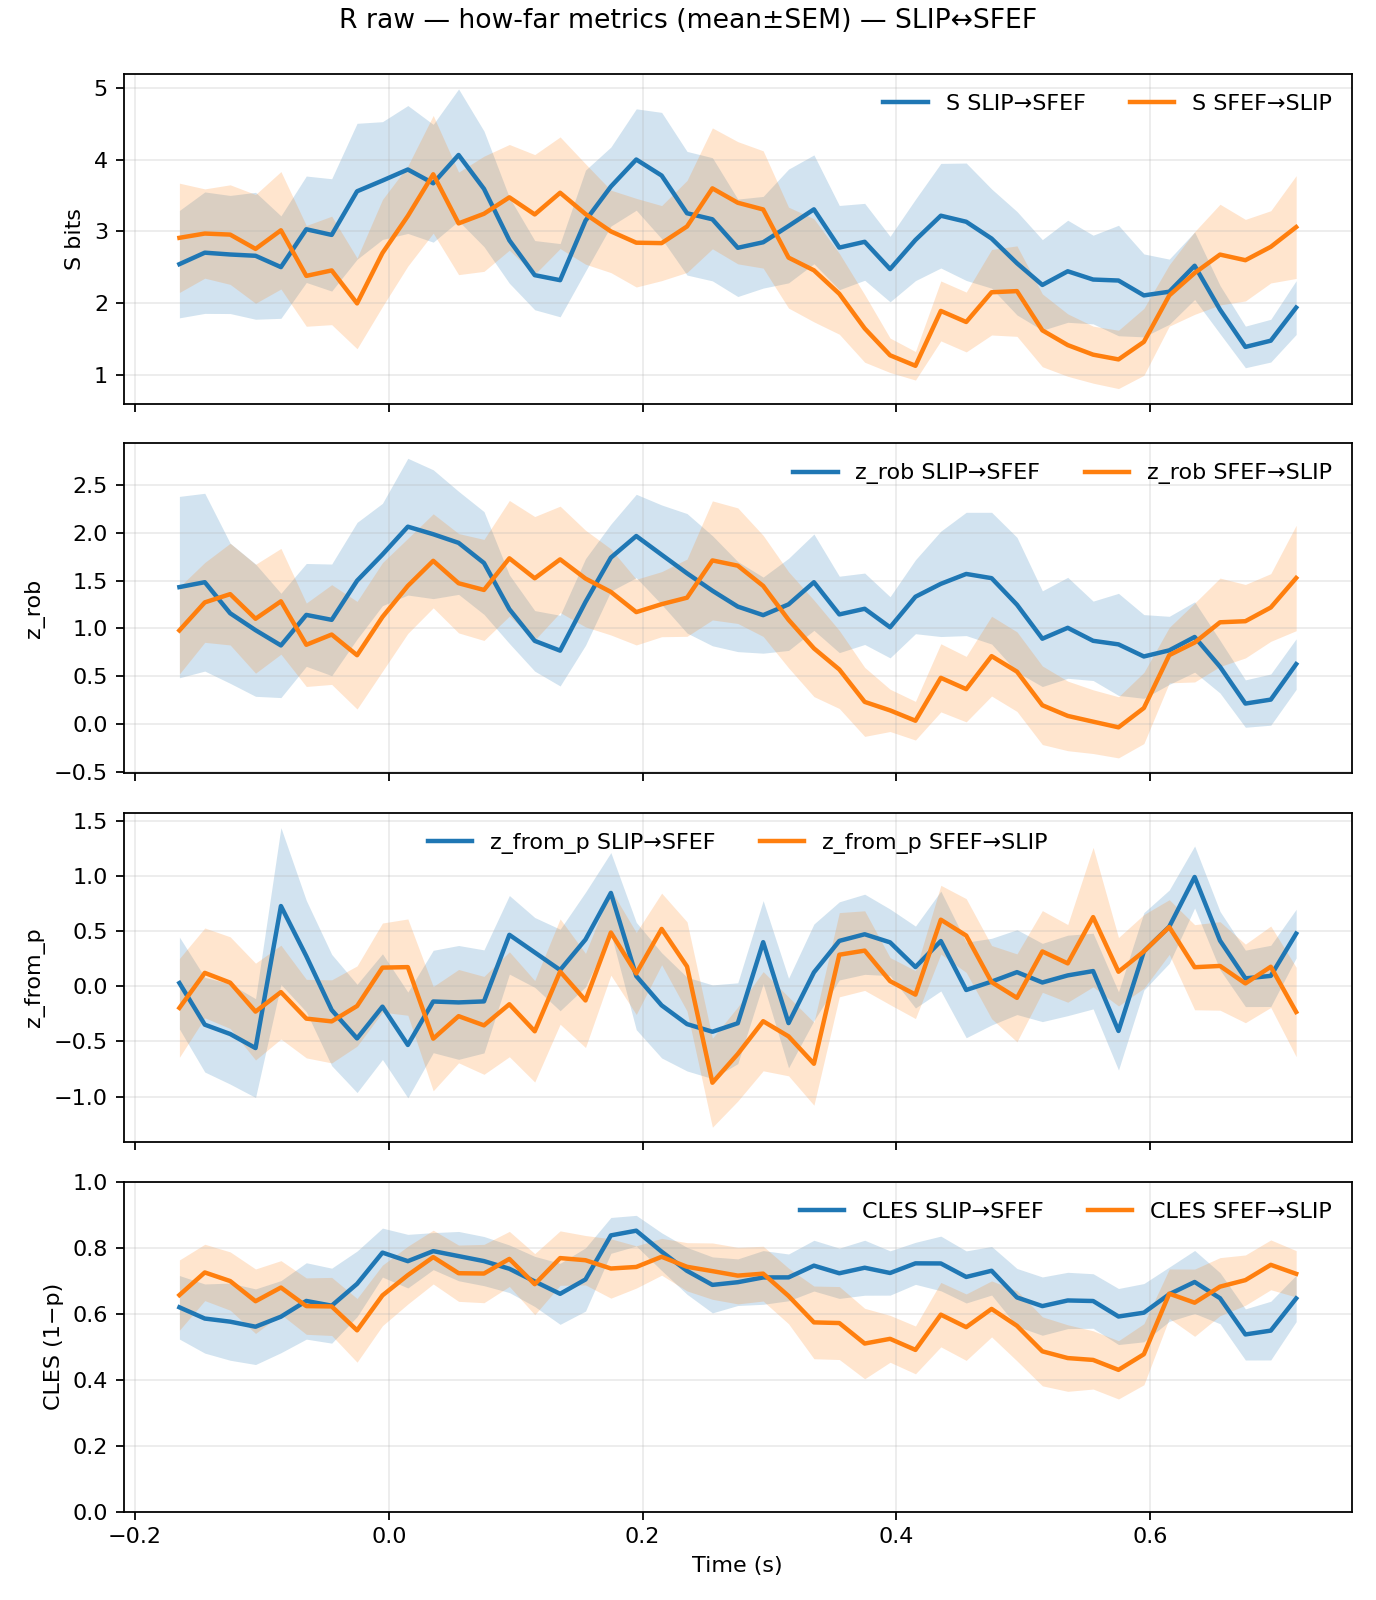 R raw — how-far metrics (mean±SEM) — SLIP↔SFEF
S SLIP→SFEF S SFEF→SLIP
5
4
3
2
1
S bits
z_rob SLIP→SFEF z_rob SFEF→SLIP
2.5
2.0
1.5
1.0
0.5
0.0
−0.5
z_rob
z_from_p SLIP→SFEF z_from_p SFEF→SLIP
1.5
1.0
0.5
0.0
−0.5
−1.0
z_from_p
CLES SLIP→SFEF CLES SFEF→SLIP
1.0
0.8
0.6
0.4
0.2
0.0
CLES (1−p)
−0.2 0.0 0.2 0.4 0.6
Time (s)